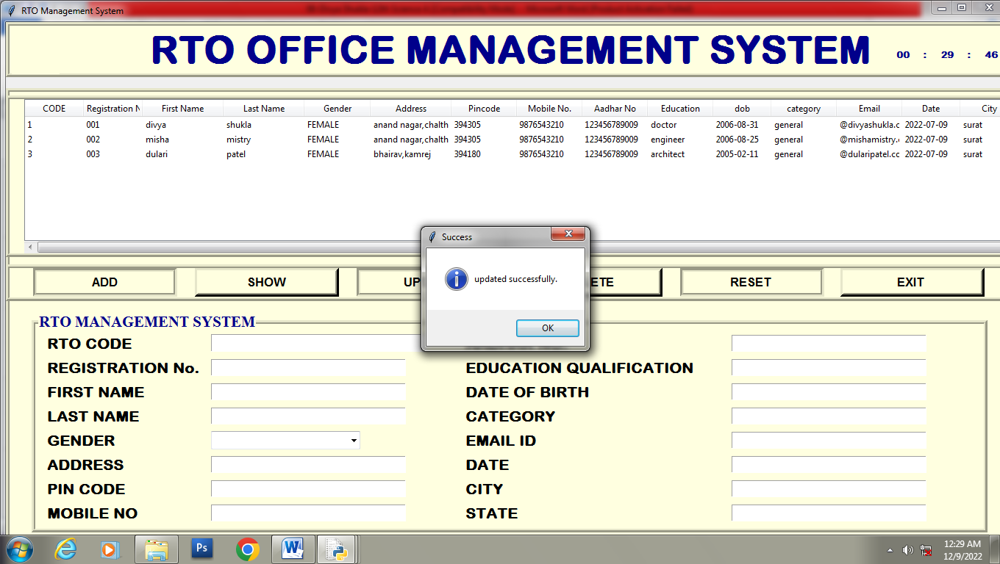 RTO Management System
RTO OFFICE MANAGEMENT SYSTEM 00 : 29 : 46
CODE Registration N First Name Last Name Gender Address Pincode Mobile No. Aadhar No Education dob category Email Date City
1 001 divya shukla FEMALE anand nagar,chalth 394305 9876543210 123456789009 doctor 2006-08-31 general @divyashukla.c 2022-07-09 surat
2 002 misha mistry FEMALE anand nagar,chalth 394305 9876543210 123456789009 engineer 2006-08-25 general @mishamistry.c 2022-07-09 surat
3 003 dulari patel FEMALE bhairav,kamrej 394180 9876543210 123456789009 architect 2005-02-11 general @dularipatel.cc 2022-07-09 surat
Success
updated successfully.
OK
ADD SHOW UP ETE RESET EXIT
RTO MANAGEMENT SYSTEM
RTO CODE
REGISTRATION No. EDUCATION QUALIFICATION
FIRST NAME DATE OF BIRTH
LAST NAME CATEGORY
GENDER EMAIL ID
ADDRESS DATE
PIN CODE CITY
MOBILE NO STATE
Ps W 12:29 AM
12/9/2022